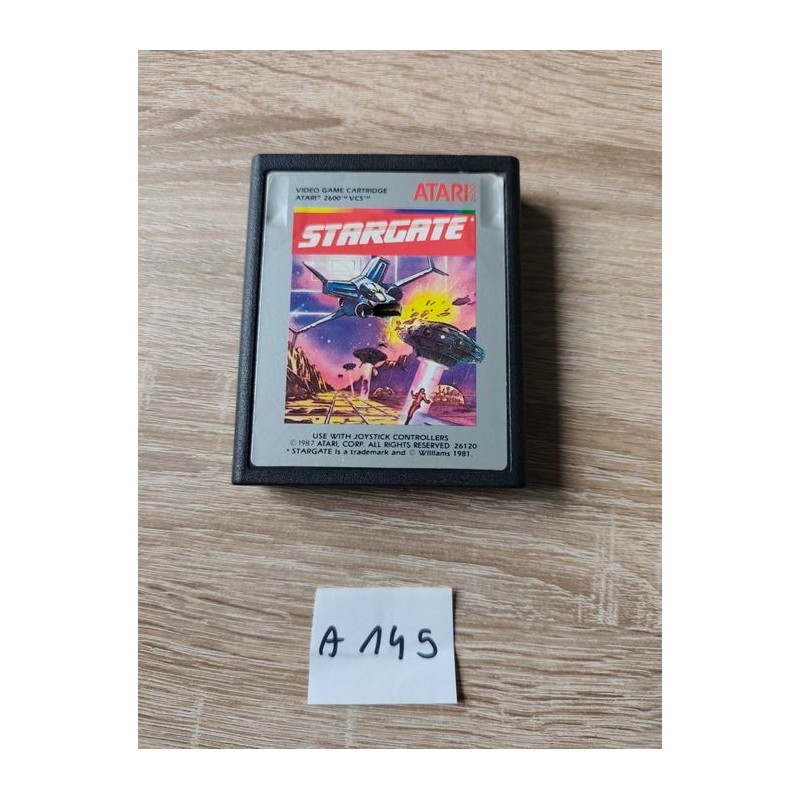 VIDEO GAME CARTRIDGE
ATARI® 2600™ VCS™
ATARI 2600
STARGATE*
USE WITH JOYSTICK CONTROLLERS
© 1987 ATARI, CORP. ALL RIGHTS RESERVED 26120
* STARGATE is a trademark and © Williams 1981.
A 145